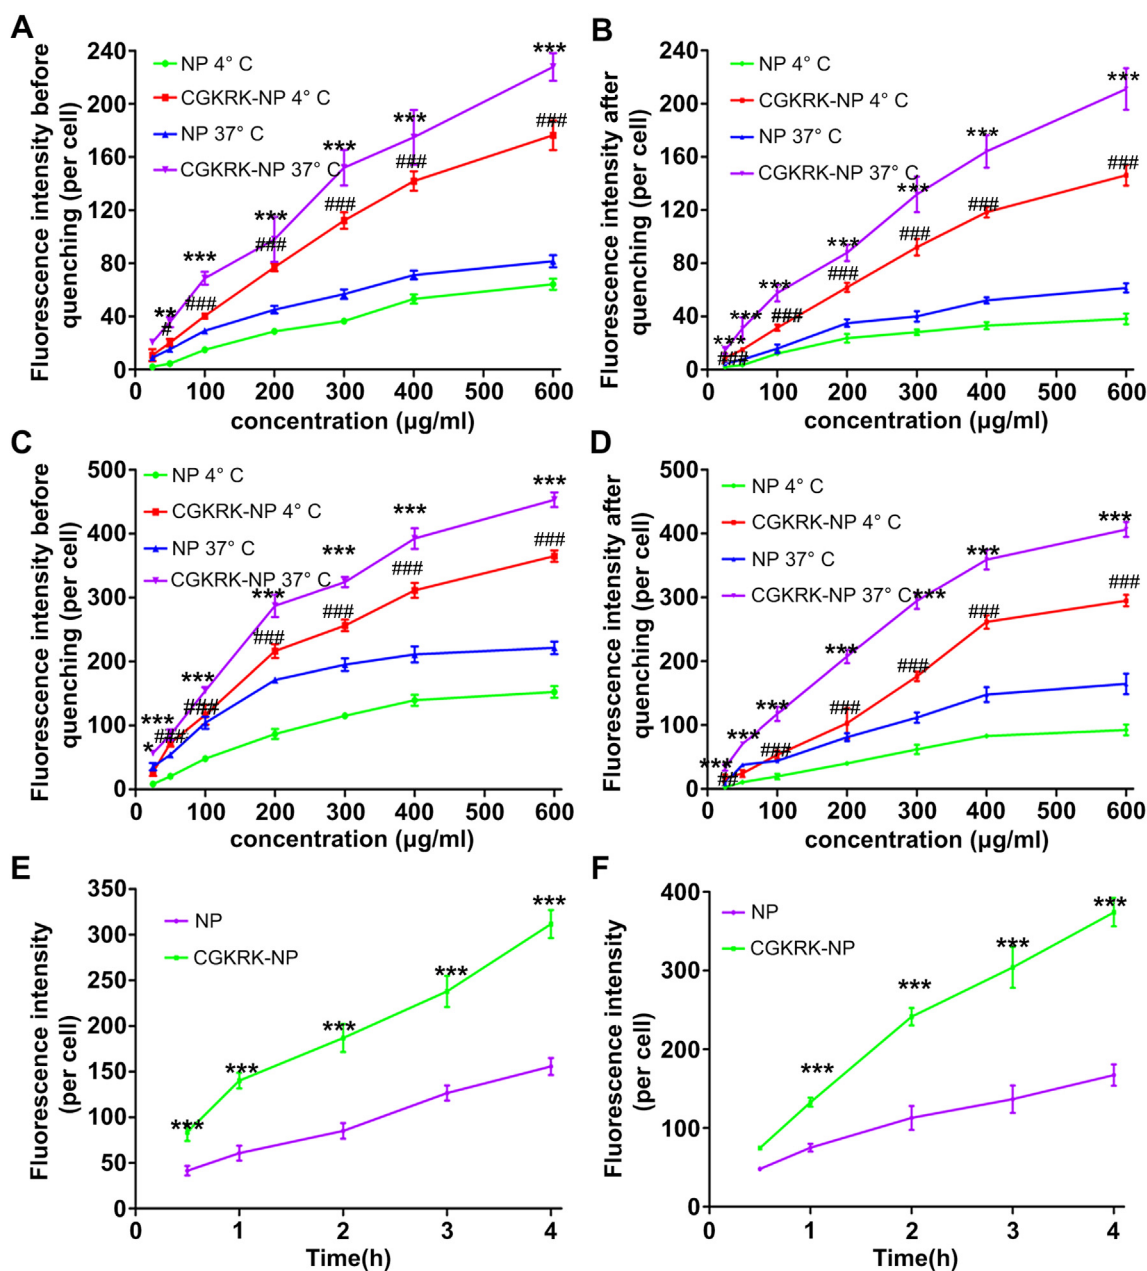 A
Fluorescence intensity before
quenching (per cell)
240
200
160
120
80
40
0
NP 4° C
CGKRK-NP 4° C
NP 37° C
CGKRK-NP 37° C
** *** *** *** *** ***
# ### ### ### ### ###
0 100 200 300 400 500 600
concentration (µg/ml)
B
Fluorescence intensity after
quenching (per cell)
240
200
160
120
80
40
0
NP 4° C
CGKRK-NP 4° C
NP 37° C
CGKRK-NP 37° C
*** *** *** *** *** *** ***
### ### ### ### ### ###
0 100 200 300 400 500 600
concentration (µg/ml)
C
Fluorescence intensity before
quenching (per cell)
500
400
300
200
100
0
NP 4° C
CGKRK-NP 4° C
NP 37° C
CGKRK-NP 37° C
* *** *** *** *** *** ***
### ### ### ### ### ###
0 100 200 300 400 500 600
concentration (µg/ml)
D
Fluorescence intensity after
quenching (per cell)
500
400
300
200
100
0
NP 4° C
CGKRK-NP 4° C
NP 37° C
CGKRK-NP 37° C
*** *** *** *** *** *** ***
## ### ### ### ### ###
0 100 200 300 400 500 600
concentration (µg/ml)
E
Fluorescence intensity
(per cell)
350
300
250
200
150
100
50
0
NP
CGKRK-NP
*** *** *** *** ***
0 1 2 3 4
Time(h)
F
Fluorescence intensity
(per cell)
400
300
200
100
0
NP
CGKRK-NP
*** *** *** ***
0 1 2 3 4
Time(h)